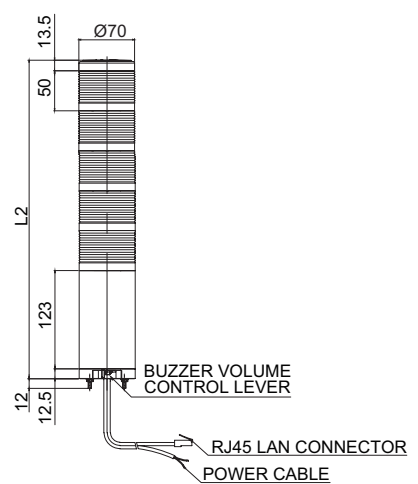 13.5
Ø70
50
L2
123
12
12.5
BUZZER VOLUME
CONTROL LEVER
RJ45 LAN CONNECTOR
POWER CABLE